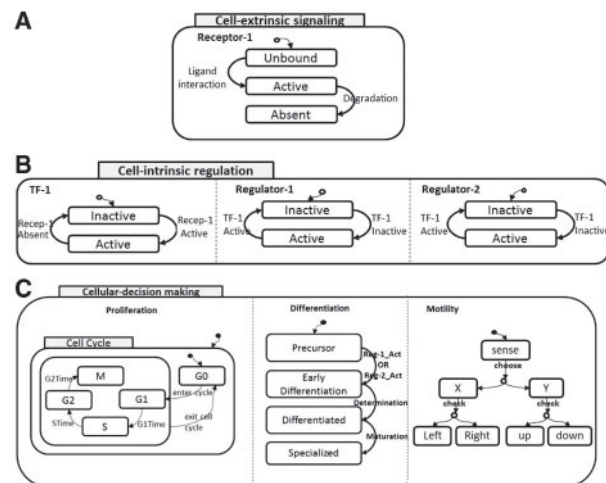 A
Cell-extrinsic signaling
Receptor-1
Unbound
Ligand
interaction
Active
Degradation
Absent
B
Cell-intrinsic regulation
TF-1
Regulator-1
Regulator-2
Inactive
Inactive
Inactive
Recep-1
Absent
Recep-1
Active
TF-1
Active
TF-1
Inactive
TF-1
Active
TF-1
Inactive
Active
Active
Active
C
Cellular-decision making
Proliferation
Differentiation
Motility
Cell Cycle
M
G2Time
G2
G1
S
STime
G1Time
G0
enter cycle
exit cell
cycle
Precursor
Reg-1_Act
OR
Reg-2_Act
Early
Differentiation
Determination
Differentiated
Maturation
Specialized
sense
choose
X
Y
check
check
Left
Right
up
down